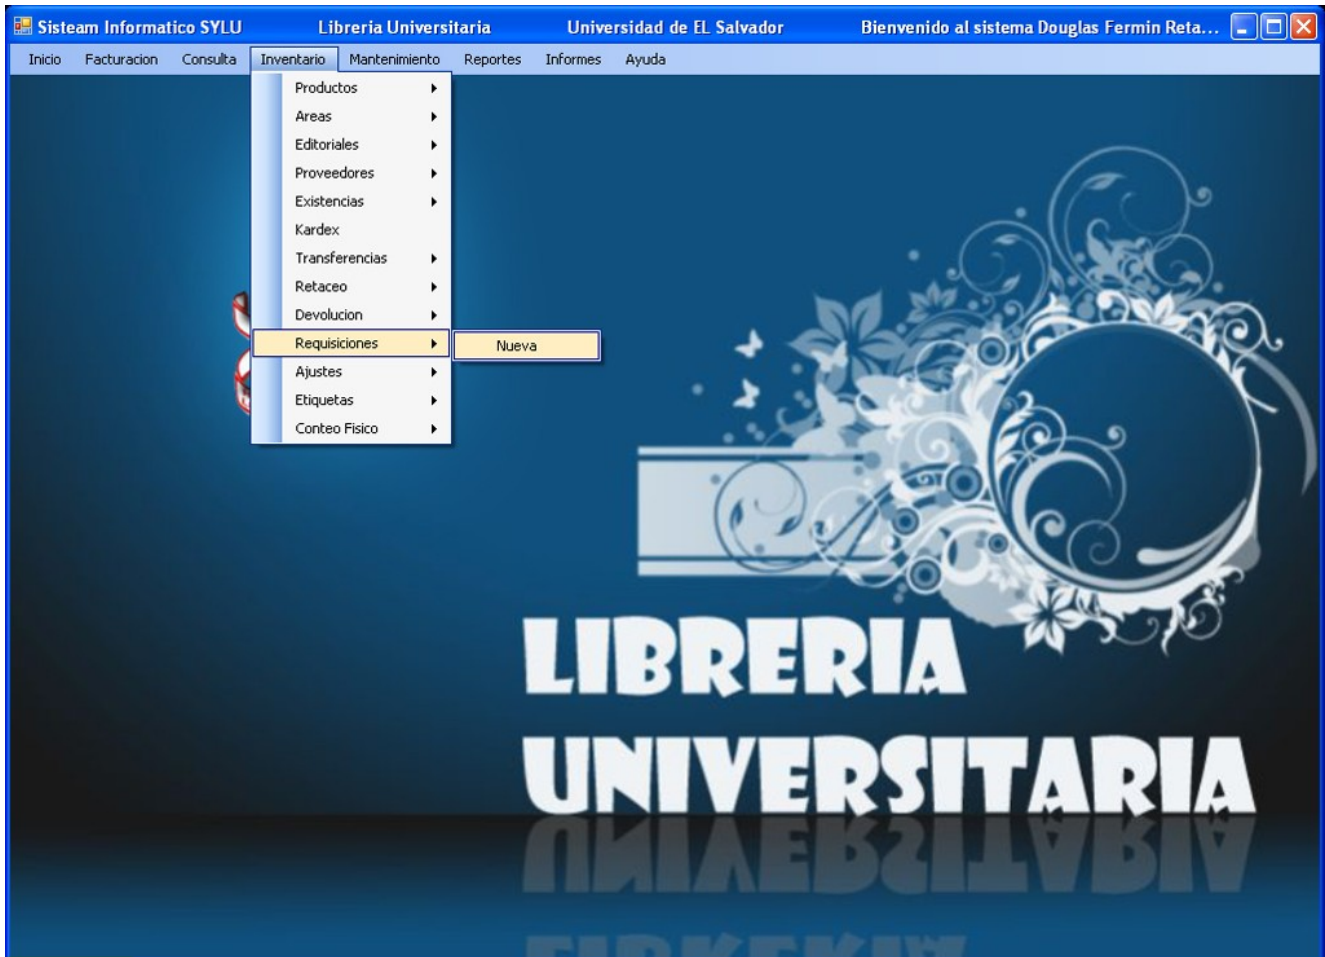 Sisteam Informatico SYLU Libreria Universitaria Universidad de EL Salvador Bienvenido al sistema Douglas Fermin Reta...
Inicio Facturacion Consulta Inventario Mantenimiento Reportes Informes Ayuda
Productos
Areas
Editoriales
Proveedores
Existencias
Kardex
Transferencias
Retaceo
Devolucion
Requisiciones Nueva
Ajustes
Etiquetas
Conteo Fisico
LIBRERIA
UNIVERSITARIA